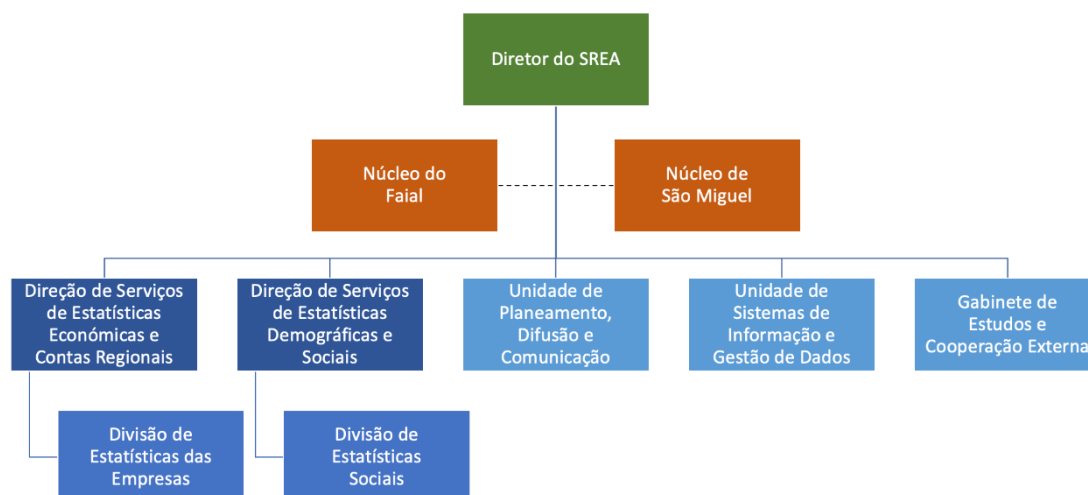 Diretor do SREA
Núcleo do
Faial
Núcleo de
São Miguel
Direção de Serviços
de Estatísticas
Económicas e
Contas Regionais
Direção de Serviços
de Estatísticas
Demográficas e
Sociais
Unidade de
Planeamento,
Difusão e
Comunicação
Unidade de
Sistemas de
Informação e
Gestão de Dados
Gabinete de
Estudos e
Cooperação Externa
Divisão de
Estatísticas das
Empresas
Divisão de
Estatísticas
Sociais